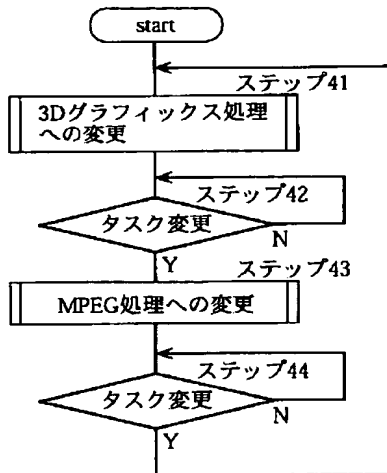 start
ステップ41
3Dグラフィックス処理
への変更
ステップ42
タスク変更
N
Y
ステップ43
MPEG処理への変更
ステップ44
タスク変更
N
Y